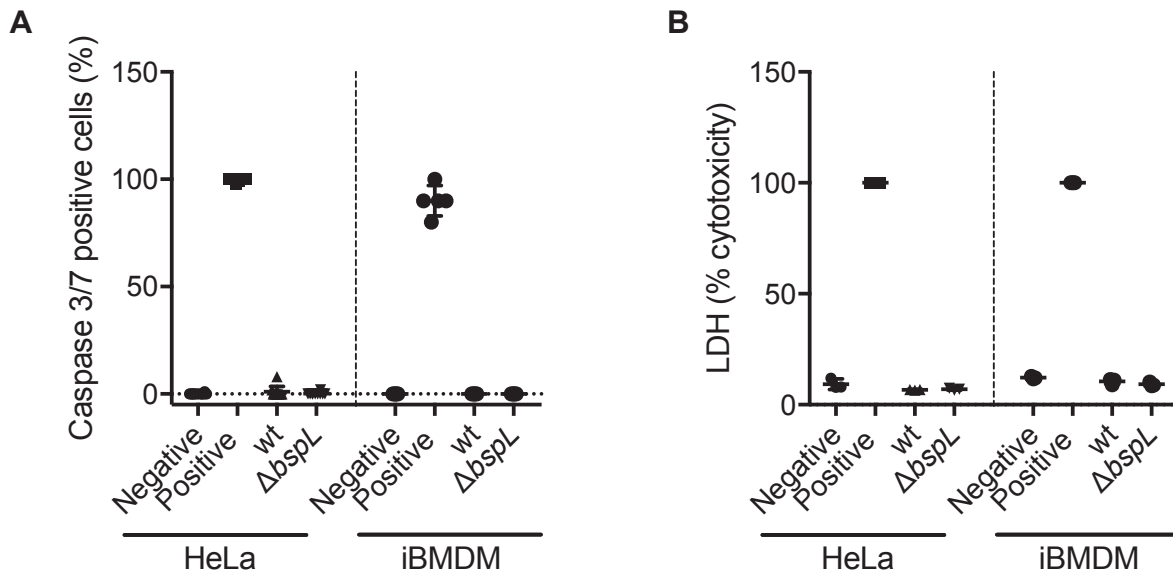 A
Caspase 3/7 positive cells (%)
150
100
50
0
Negative
Positive
wt
ΔbspL
Negative
Positive
wt
ΔbspL
HeLa
iBMDM
B
LDH (% cytotoxicity)
150
100
50
0
Negative
Positive
wt
ΔbspL
Negative
Positive
wt
ΔbspL
HeLa
iBMDM